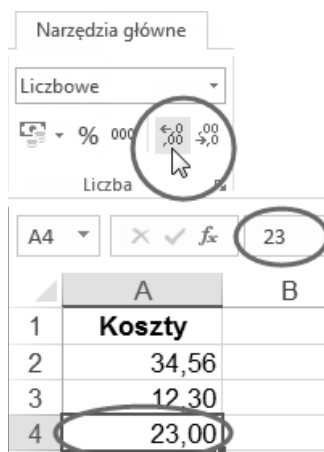 Narzędzia główne
Liczbowe
% 000 ←,0 ,00 ,00 →,0
Liczba
A4 fx 23
A B
1 Koszty
2 34,56
3 12,30
4 23,00